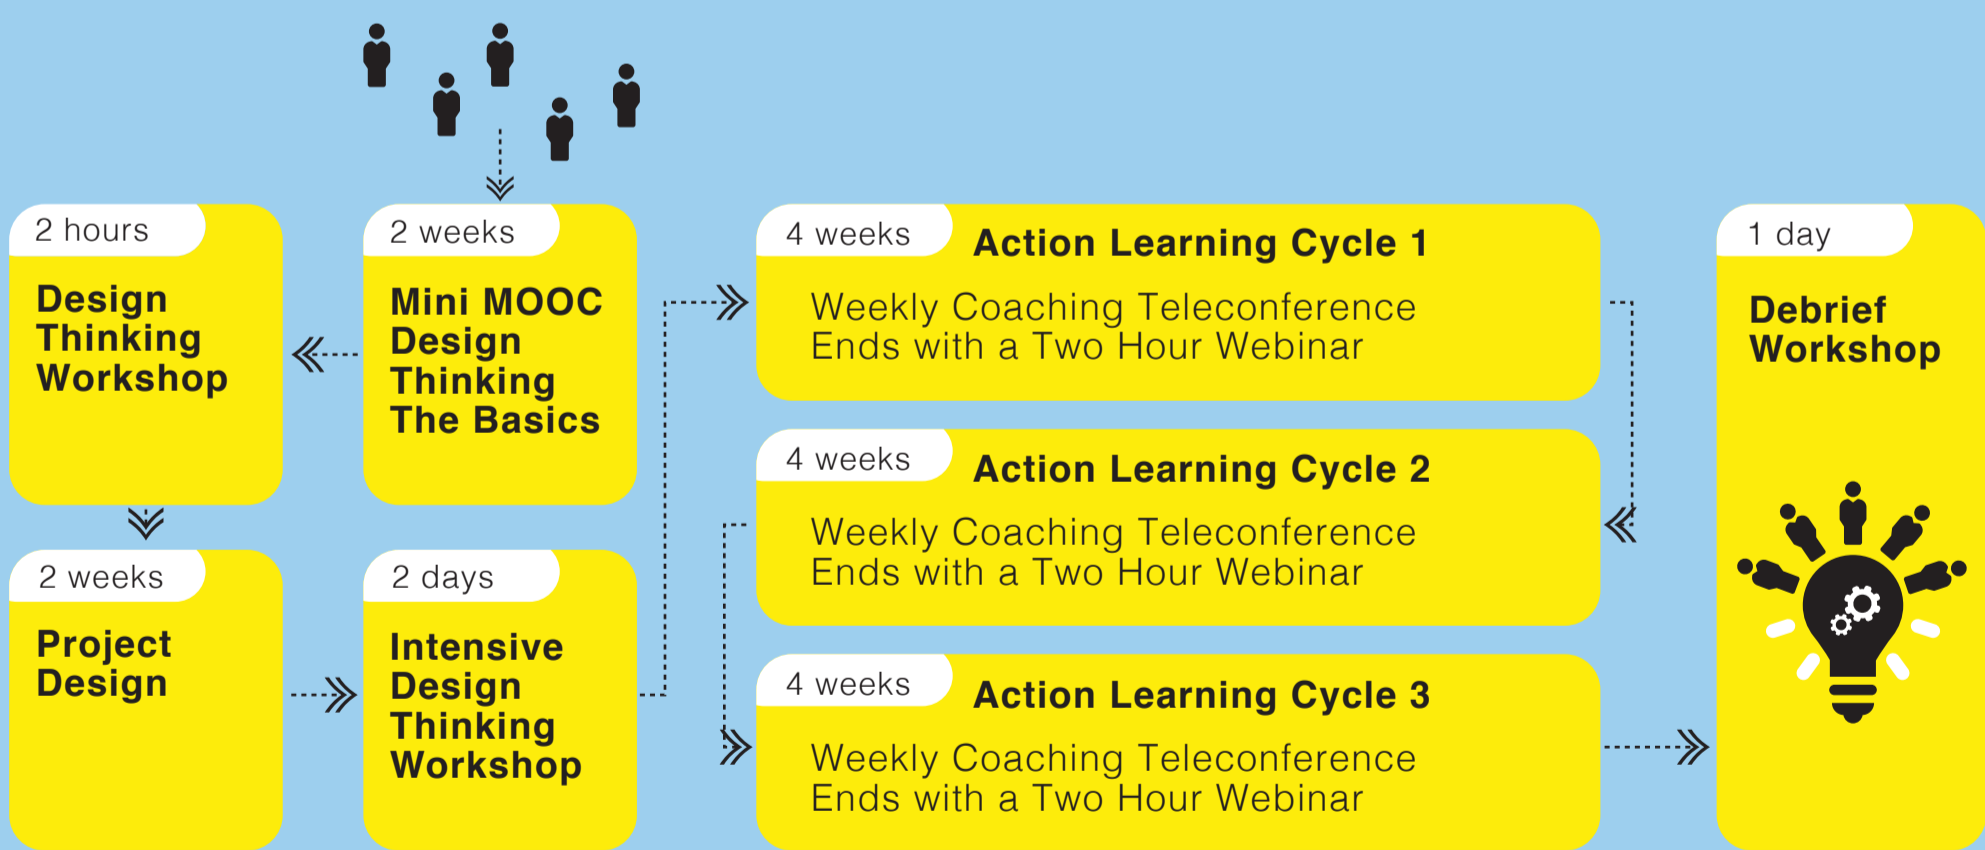 2 hours
Design
Thinking
Workshop
2 weeks
Mini MOOC
Design
Thinking
The Basics
2 weeks
Project
Design
2 days
Intensive
Design
Thinking
Workshop
4 weeks
Action Learning Cycle 1
Weekly Coaching Teleconference
Ends with a Two Hour Webinar
4 weeks
Action Learning Cycle 2
Weekly Coaching Teleconference
Ends with a Two Hour Webinar
4 weeks
Action Learning Cycle 3
Weekly Coaching Teleconference
Ends with a Two Hour Webinar
1 day
Debrief
Workshop